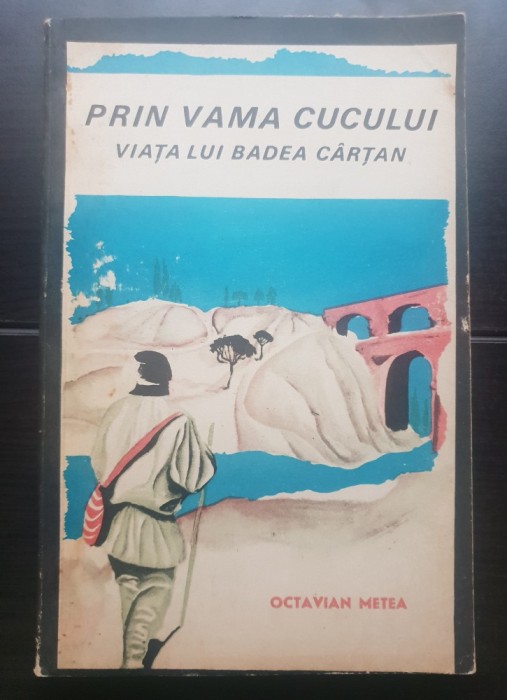 PRIN VAMA CUCULUI
VIAȚA LUI BADEA CÂRȚAN
OCTAVIAN METEA